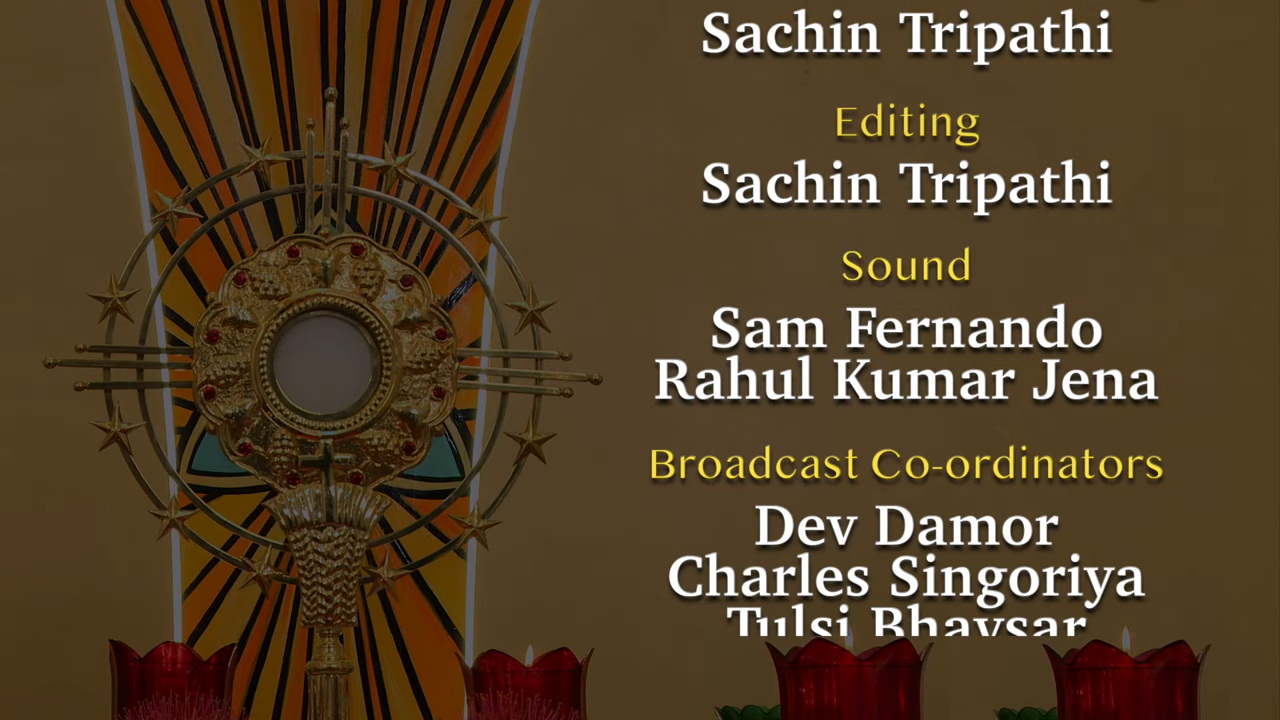 Sachin Tripathi
Editing
Sachin Tripathi
Sound
Sam Fernando
Rahul Kumar Jena
Broadcast Co-ordinators
Dev Damor
Charles Singoriya
Tulsi Bhavsar